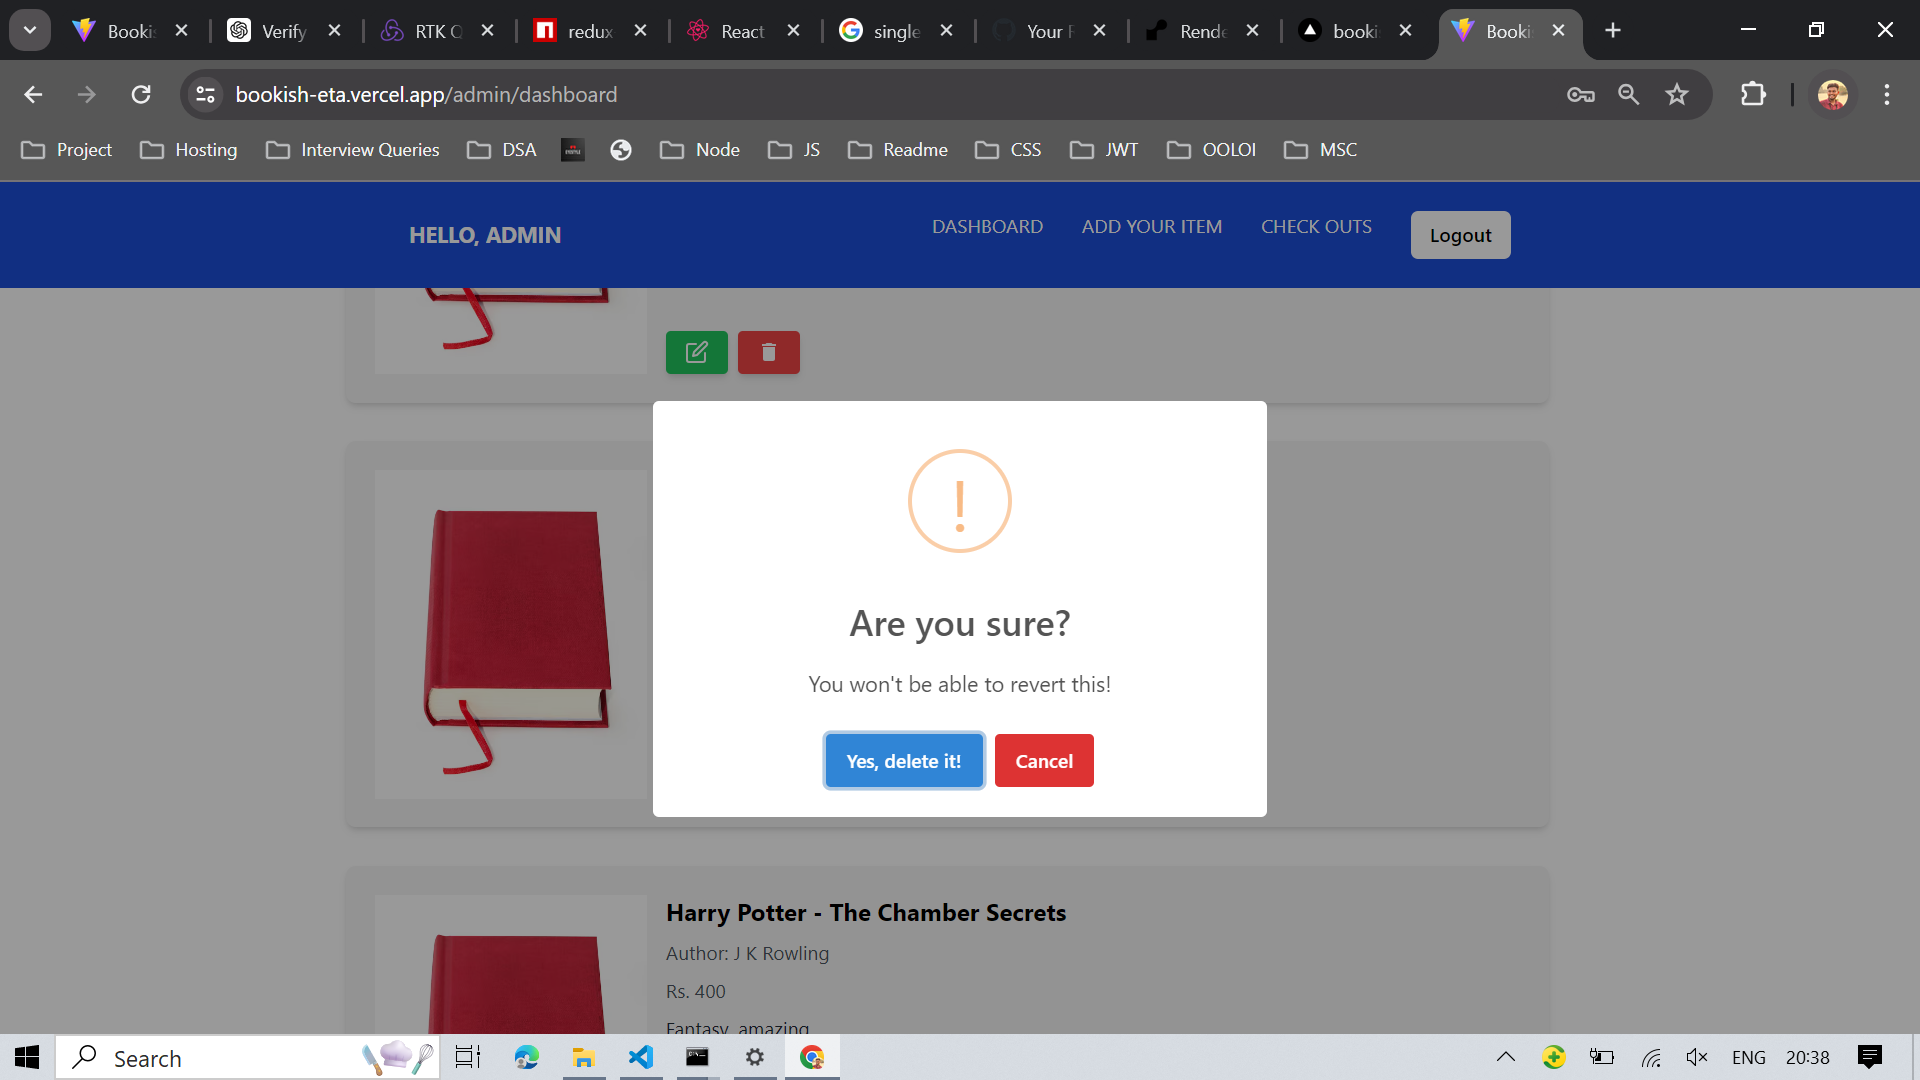 Bookis
Verify
RTK Q
redux
React
single
Your R
Rende
booki
Bookis
bookish-eta.vercel.app/admin/dashboard
Project
Hosting
Interview Queries
DSA
Node
JS
Readme
CSS
JWT
OOLOI
MSC
HELLO, ADMIN
DASHBOARD
ADD YOUR ITEM
CHECK OUTS
Logout
!
Are you sure?
You won't be able to revert this!
Yes, delete it!
Cancel
Harry Potter - The Chamber Secrets
Author: J K Rowling
Rs. 400
Fantasy, amazing
Search
ENG
20:38